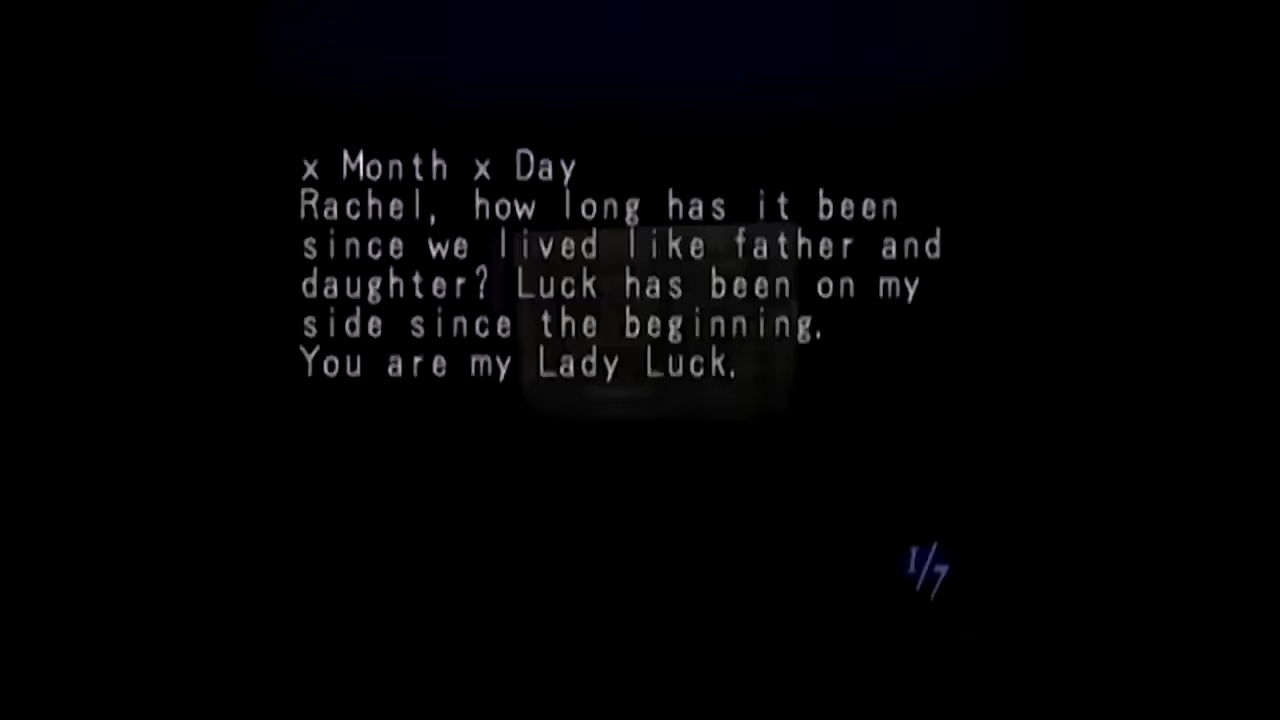 x Month x Day
Rachel, how long has it been
since we lived like father and
daughter? Luck has been on my
side since the beginning.
You are my Lady Luck.
1/7